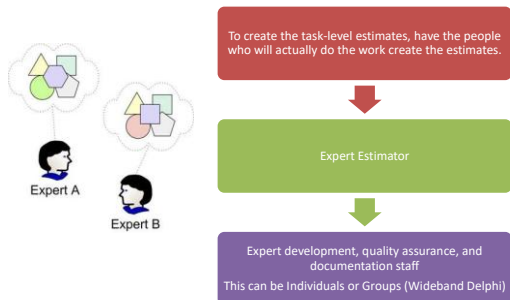 To create the task-level estimates, have the people
who will actually do the work create the estimates.
Expert A
Expert B
Expert Estimator
Expert development, quality assurance, and
documentation staff
This can be Individuals or Groups (Wideband Delphi)